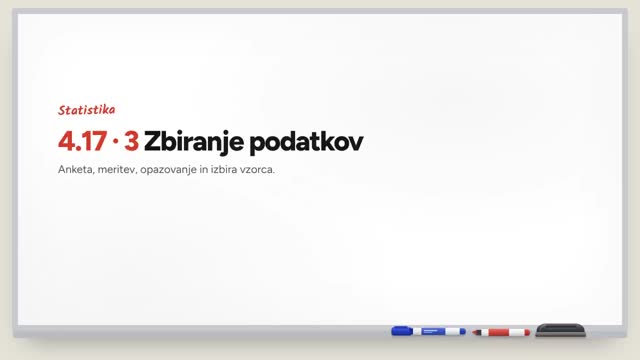 Statistika
4.17 · 3 Zbiranje podatkov
Anketa, meritev, opazovanje in izbira vzorca.